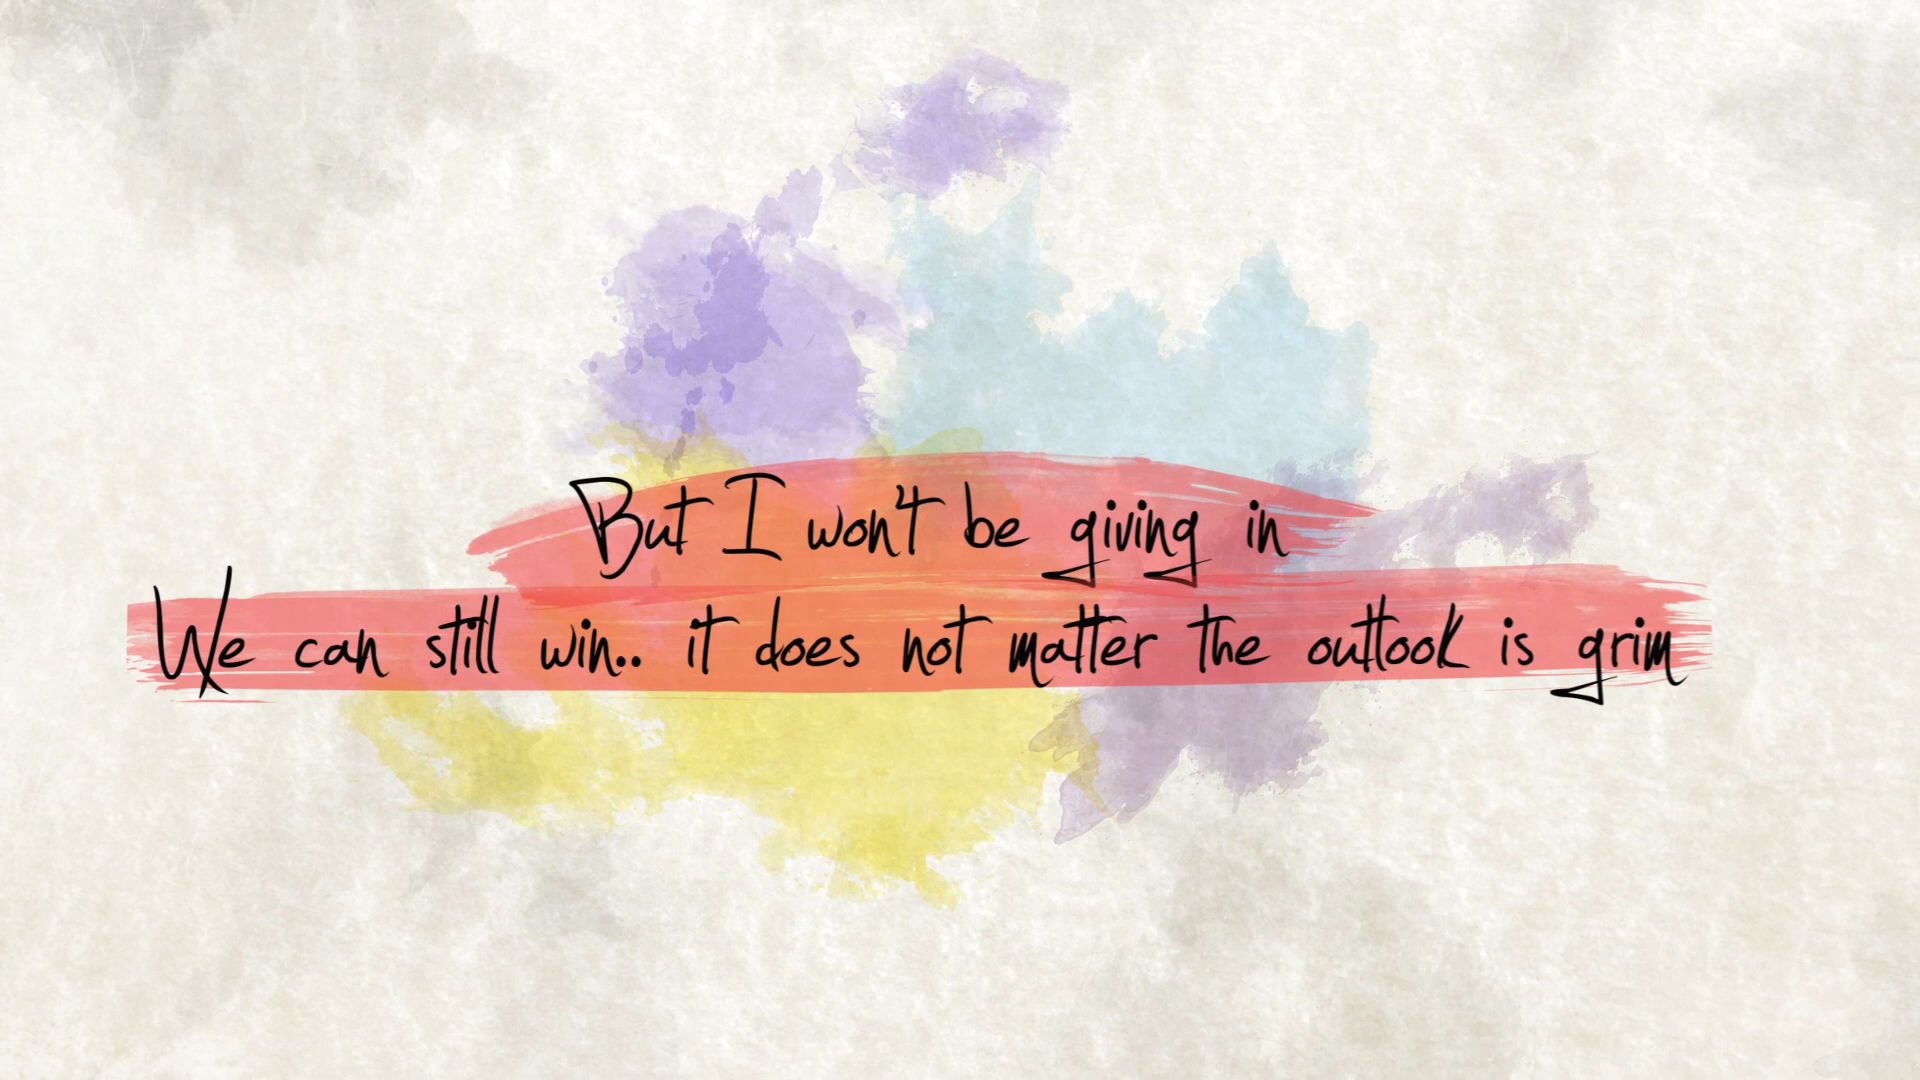 But I won't be giving in
We can still win.. it does not matter the outlook is grim